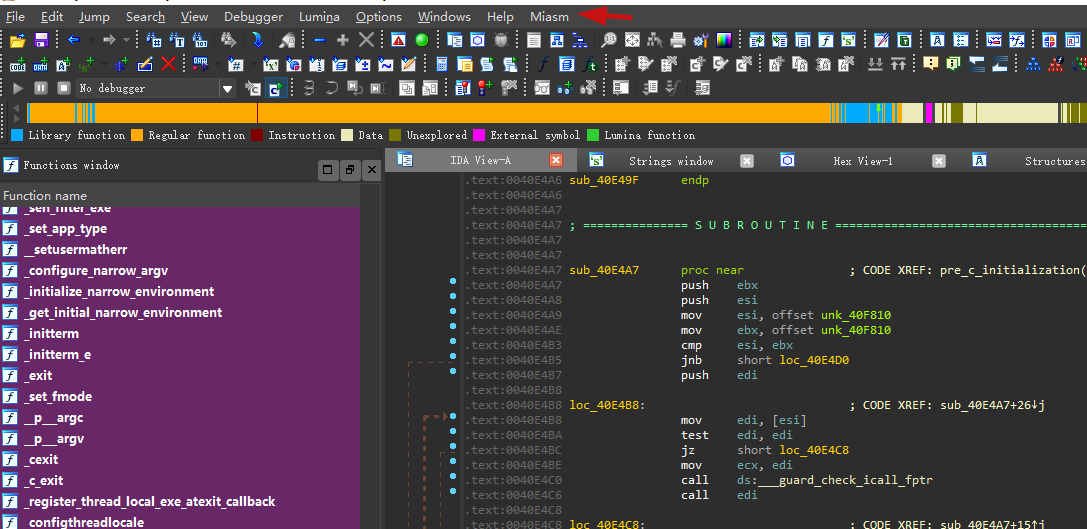 File Edit Jump Search View Debugger Lumina Options Windows Help Miasm
No debugger
Library function Regular function Instruction Data Unexplored External symbol Lumina function
Functions window
IDA View-A Strings window Hex View-1 Structures
Function name
_set_app_type
__setusermatherr
_configure_narrow_argv
_initialize_narrow_environment
_get_initial_narrow_environment
_initterm
_initterm_e
_exit
_set_fmode
__p__argc
__p__argv
_cexit
_c_exit
_register_thread_local_exe_atexit_callback
_configthreadlocale
.text:0040E4A6 sub_40E49F endp
.text:0040E4A6
.text:0040E4A7
.text:0040E4A7 ; =============== S U B R O U T I N E ====================================
.text:0040E4A7
.text:0040E4A7
.text:0040E4A7 sub_40E4A7 proc near ; CODE XREF: pre_c_initialization(
.text:0040E4A7 push ebx
.text:0040E4A8 push esi
.text:0040E4A9 mov esi, offset unk_40F810
.text:0040E4AE mov ebx, offset unk_40F810
.text:0040E4B3 cmp esi, ebx
.text:0040E4B5 jnb short loc_40E4D0
.text:0040E4B7 push edi
.text:0040E4B8
.text:0040E4B8 loc_40E4B8: ; CODE XREF: sub_40E4A7+26↓j
.text:0040E4B8 mov edi, [esi]
.text:0040E4BA test edi, edi
.text:0040E4BC jz short loc_40E4C8
.text:0040E4BE mov ecx, edi
.text:0040E4C0 call ds:___guard_check_icall_fptr
.text:0040E4C6 call edi
.text:0040E4C8
.text:0040E4C8 loc_40E4C8: ; CODE XREF: sub_40E4A7+15↑j